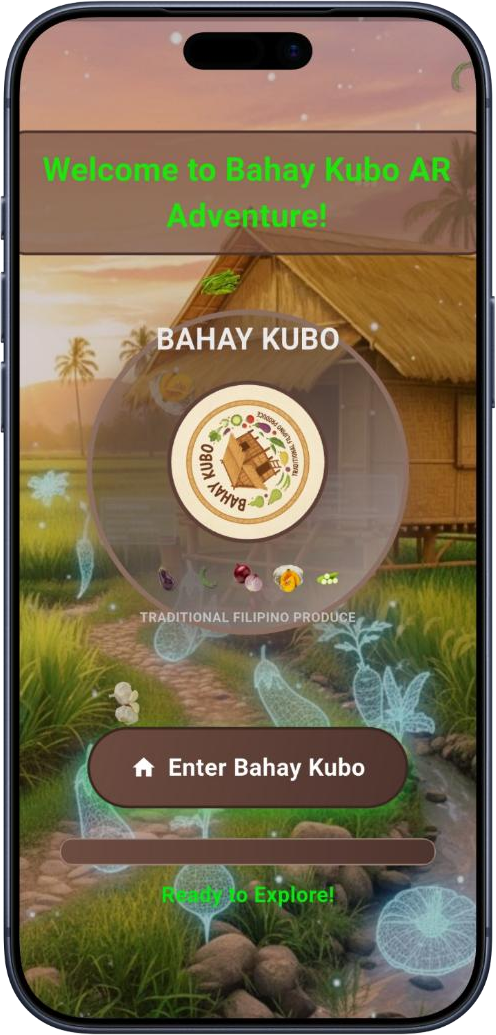 Welcome to Bahay Kubo AR
Adventure!
BAHAY KUBO
TRADITIONAL FILIPINO PRODUCE
BAHAY KUBO
TRADITIONAL FILIPINO PRODUCE
Enter Bahay Kubo
Ready to Explore!